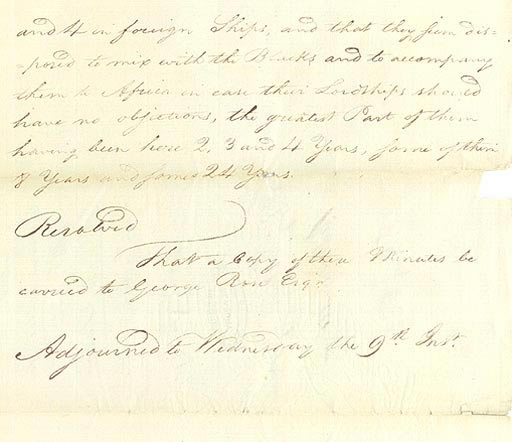 and 4 in foreign Ships, and that they seem dis=
=posed to mix with the Blacks and to accompany
them to Africa in case their Lordships should
have no objections, the greatest Part of them
having been here 2, 3 and 4 Years, some of them
8 Years and some 24 Years.
Resolved
That a Copy of these Minutes be
carried to George Rose Esqr.
Adjourned to Wednesday the 9th Inst.